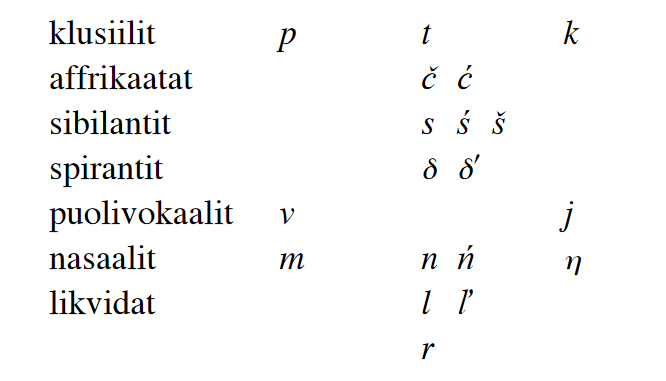 klusiilit p t k
affrikaatat č ć
sibilantit s ś š
spirantit δ δ′
puolivokaalit v j
nasaalit m n ń η
likvidat l l′
r